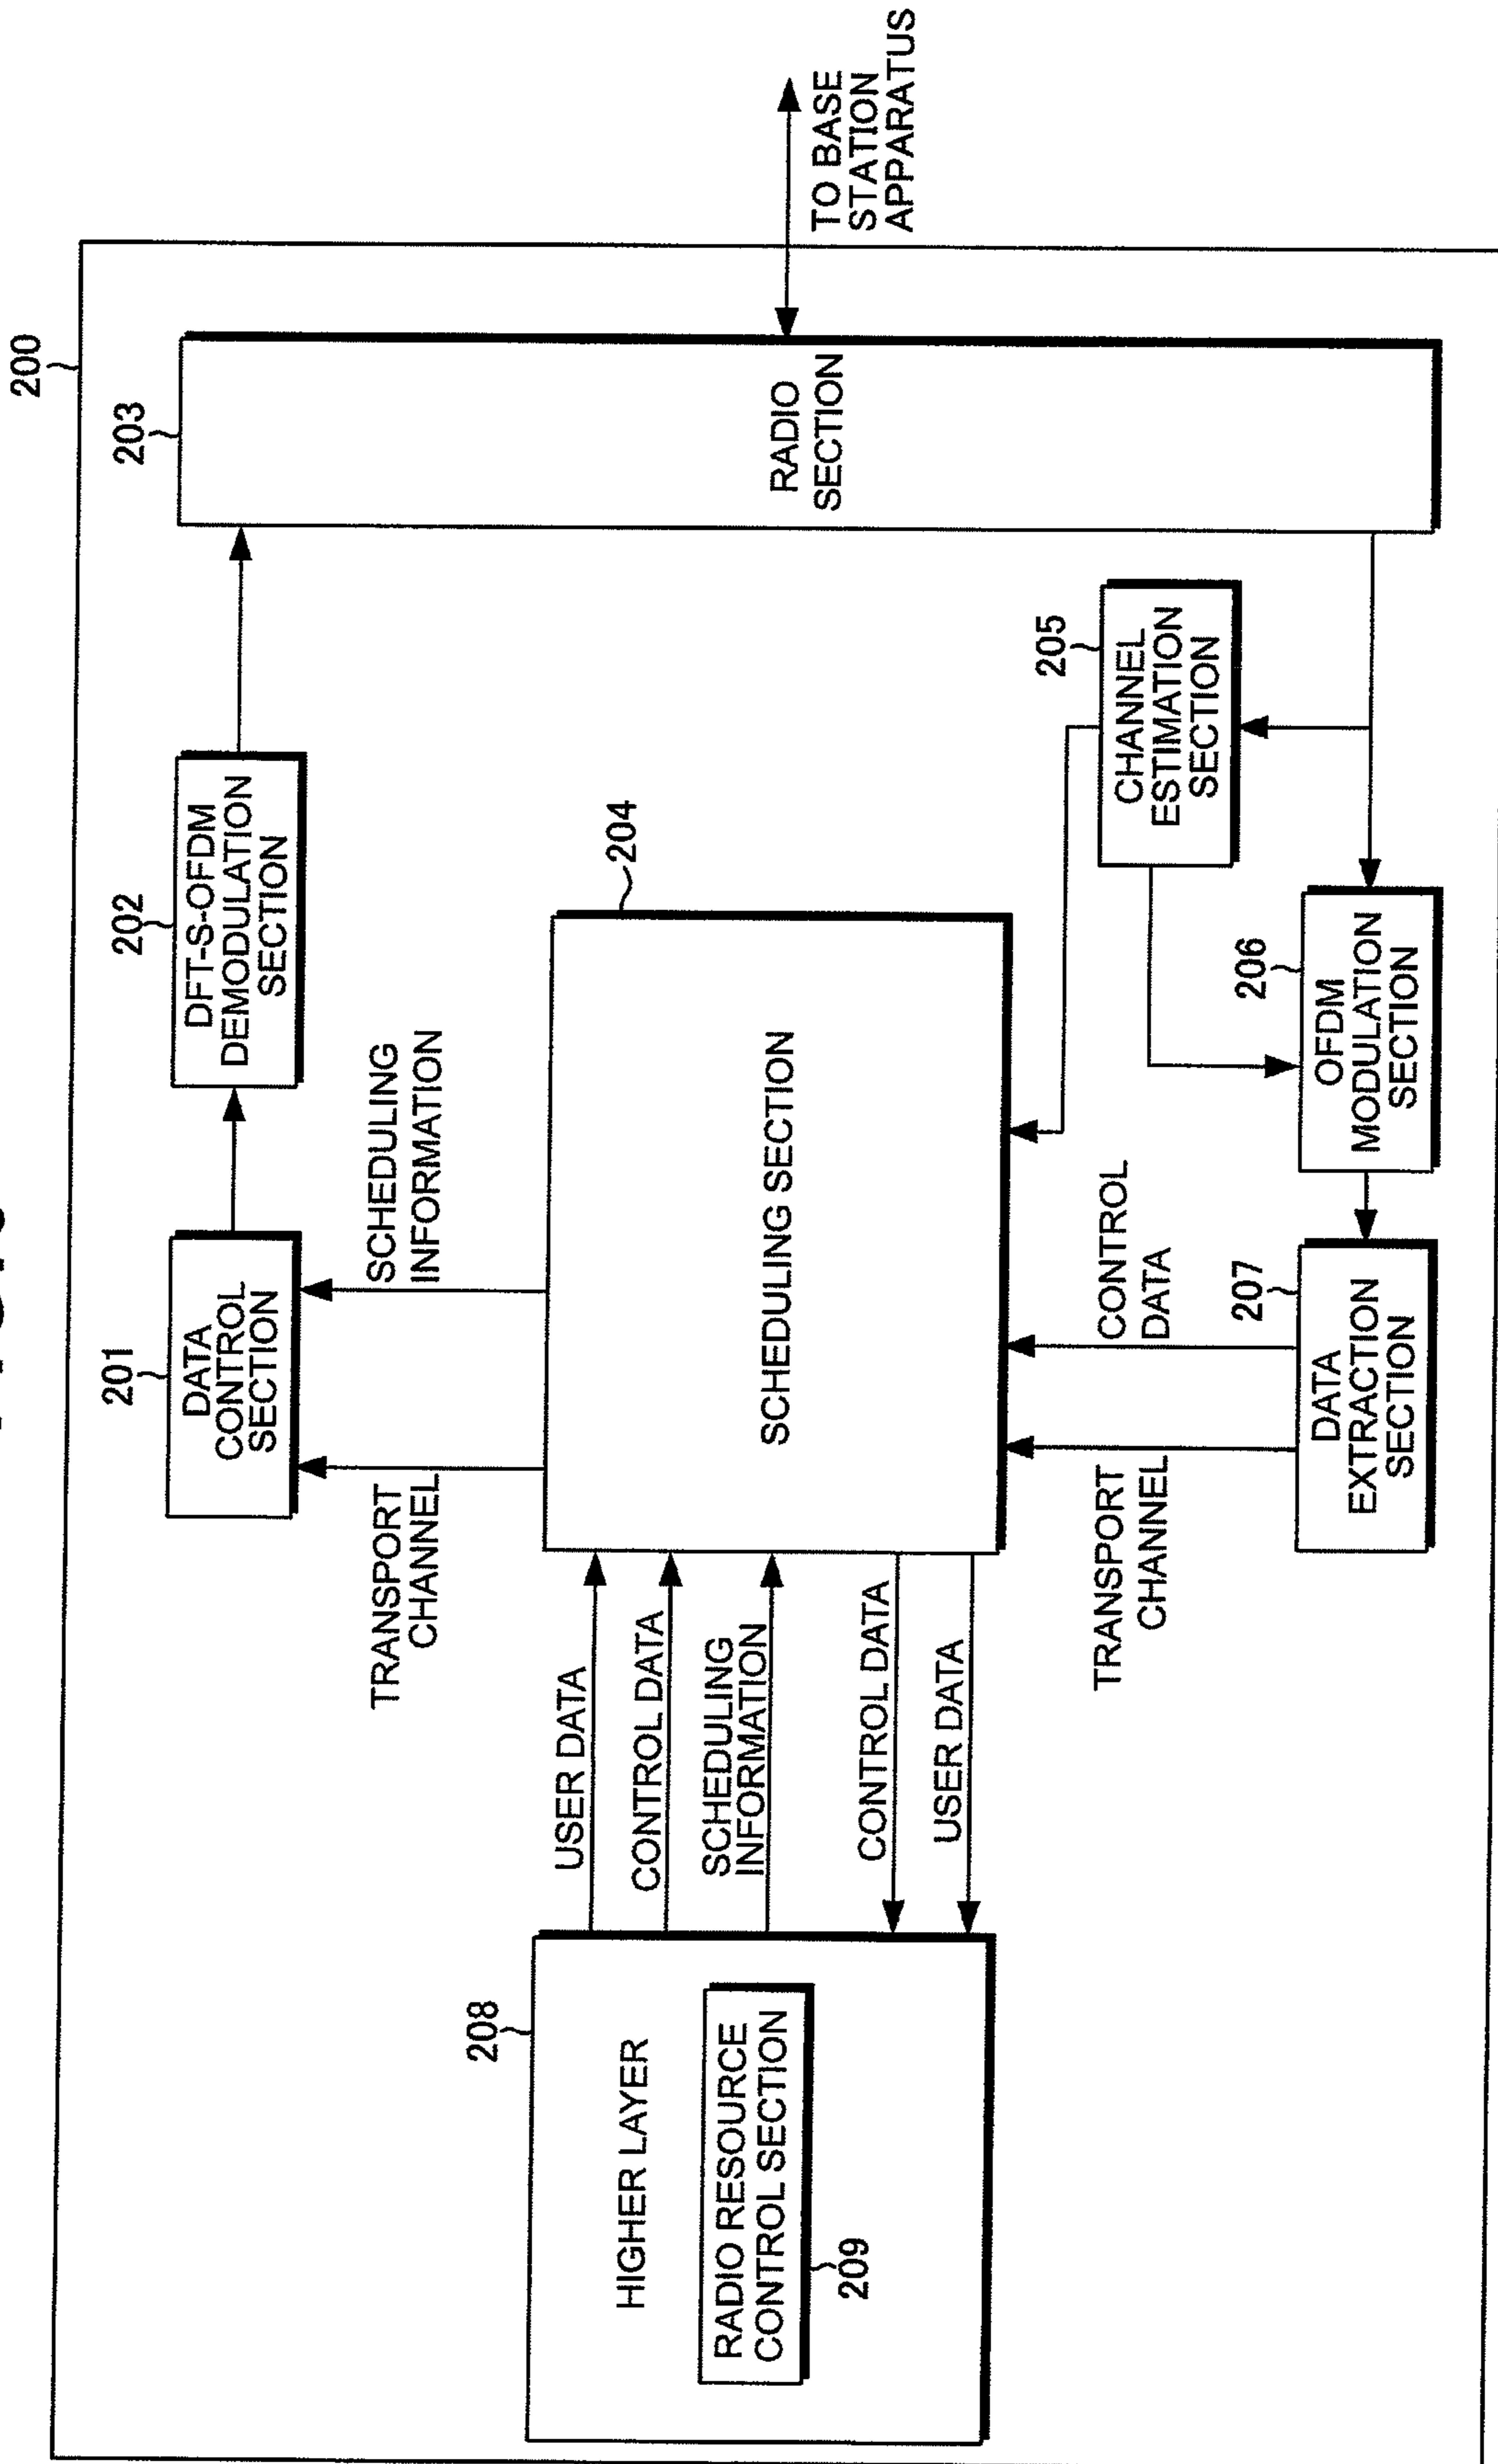 200
203
RADIO
SECTION
TO BASE
STATION
APPARATUS
202
DFT-S-OFDM
DEMODULATION
SECTION
201
DATA
CONTROL
SECTION
TRANSPORT
CHANNEL
SCHEDULING
INFORMATION
204
SCHEDULING SECTION
205
CHANNEL
ESTIMATION
SECTION
206
OFDM
MODULATION
SECTION
207
DATA
EXTRACTION
SECTION
TRANSPORT
CHANNEL
CONTROL
DATA
USER DATA
CONTROL DATA
SCHEDULING
INFORMATION
CONTROL DATA
USER DATA
208
HIGHER LAYER
RADIO RESOURCE
CONTROL SECTION
209